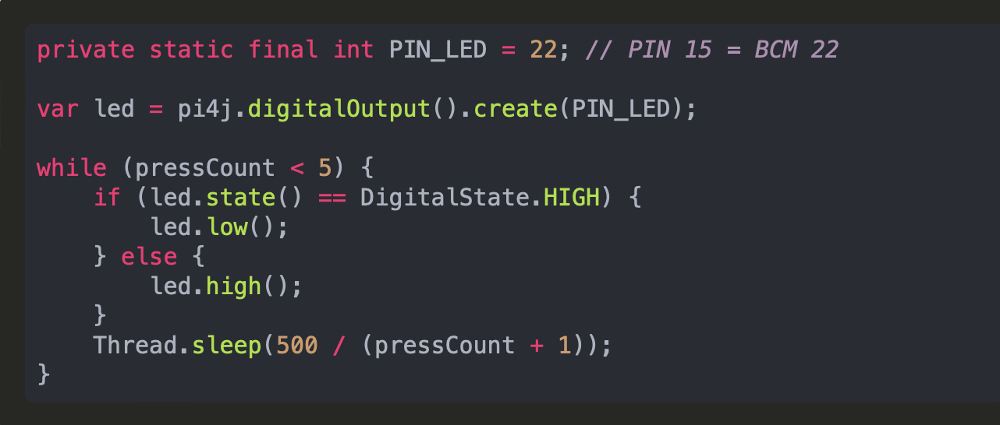 private static final int PIN_LED = 22; // PIN 15 = BCM 22
var led = pi4j.digitalOutput().create(PIN_LED);
while (pressCount < 5) {
    if (led.state() == DigitalState.HIGH) {
        led.low();
    } else {
        led.high();
    }
    Thread.sleep(500 / (pressCount + 1));
}